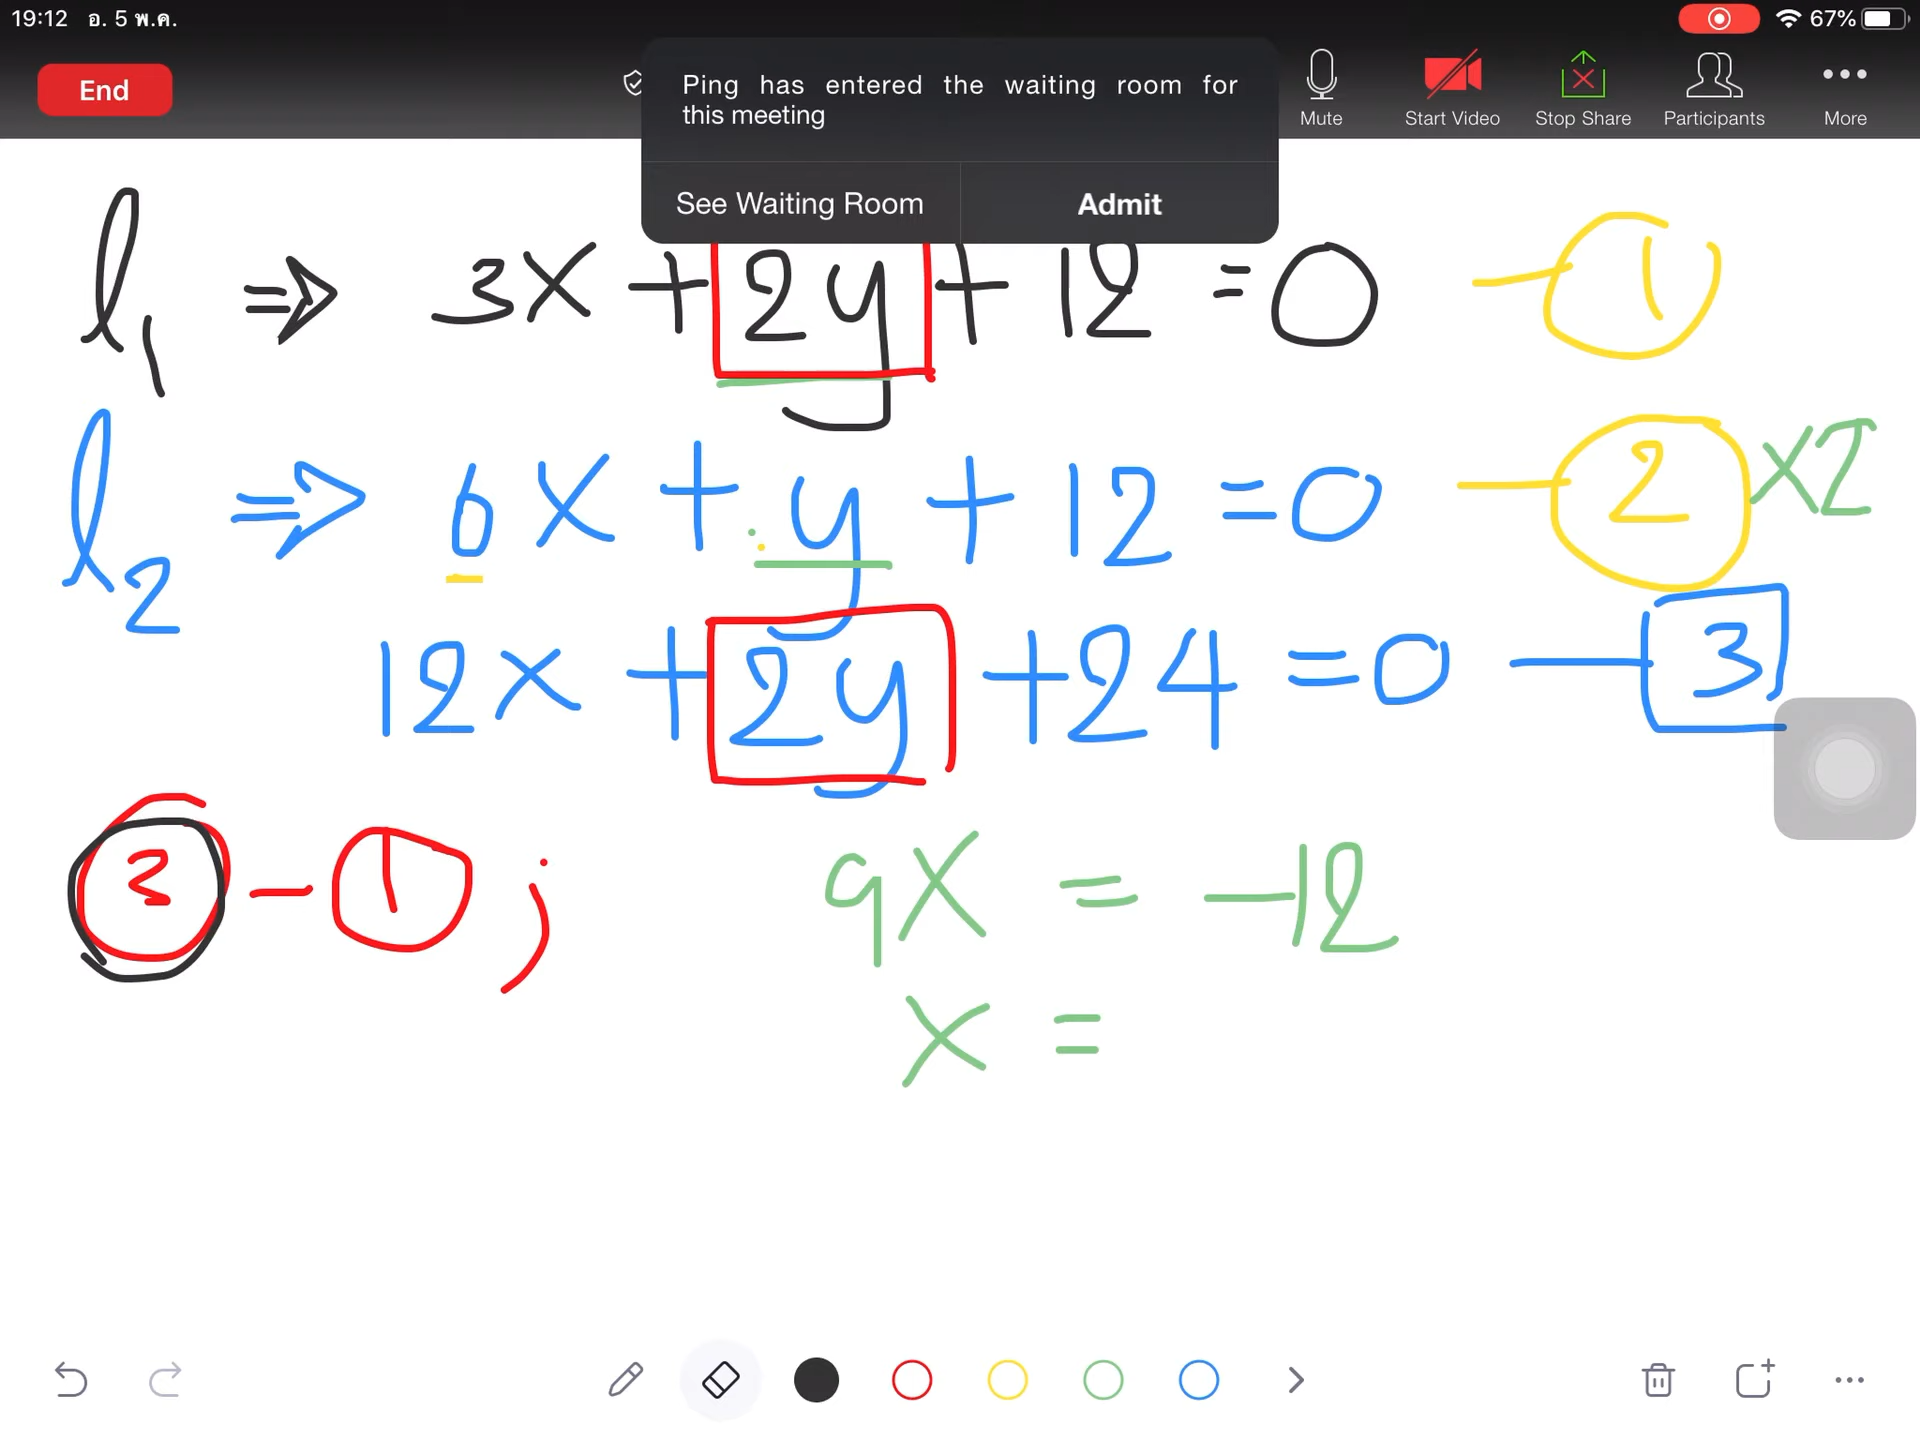 19:12 อ. 5 พ.ค. 67%
End
Ping has entered the waiting room for
this meeting
See Waiting Room Admit
Mute Start Video Stop Share Participants More
l₁ ⇒ 3x + 2y + 12 = 0 — ①
l₂ ⇒ 6x + y + 12 = 0 — ② ×2
12x + 2y + 24 = 0 — 3
③ – ① ; 9x = –12
x =